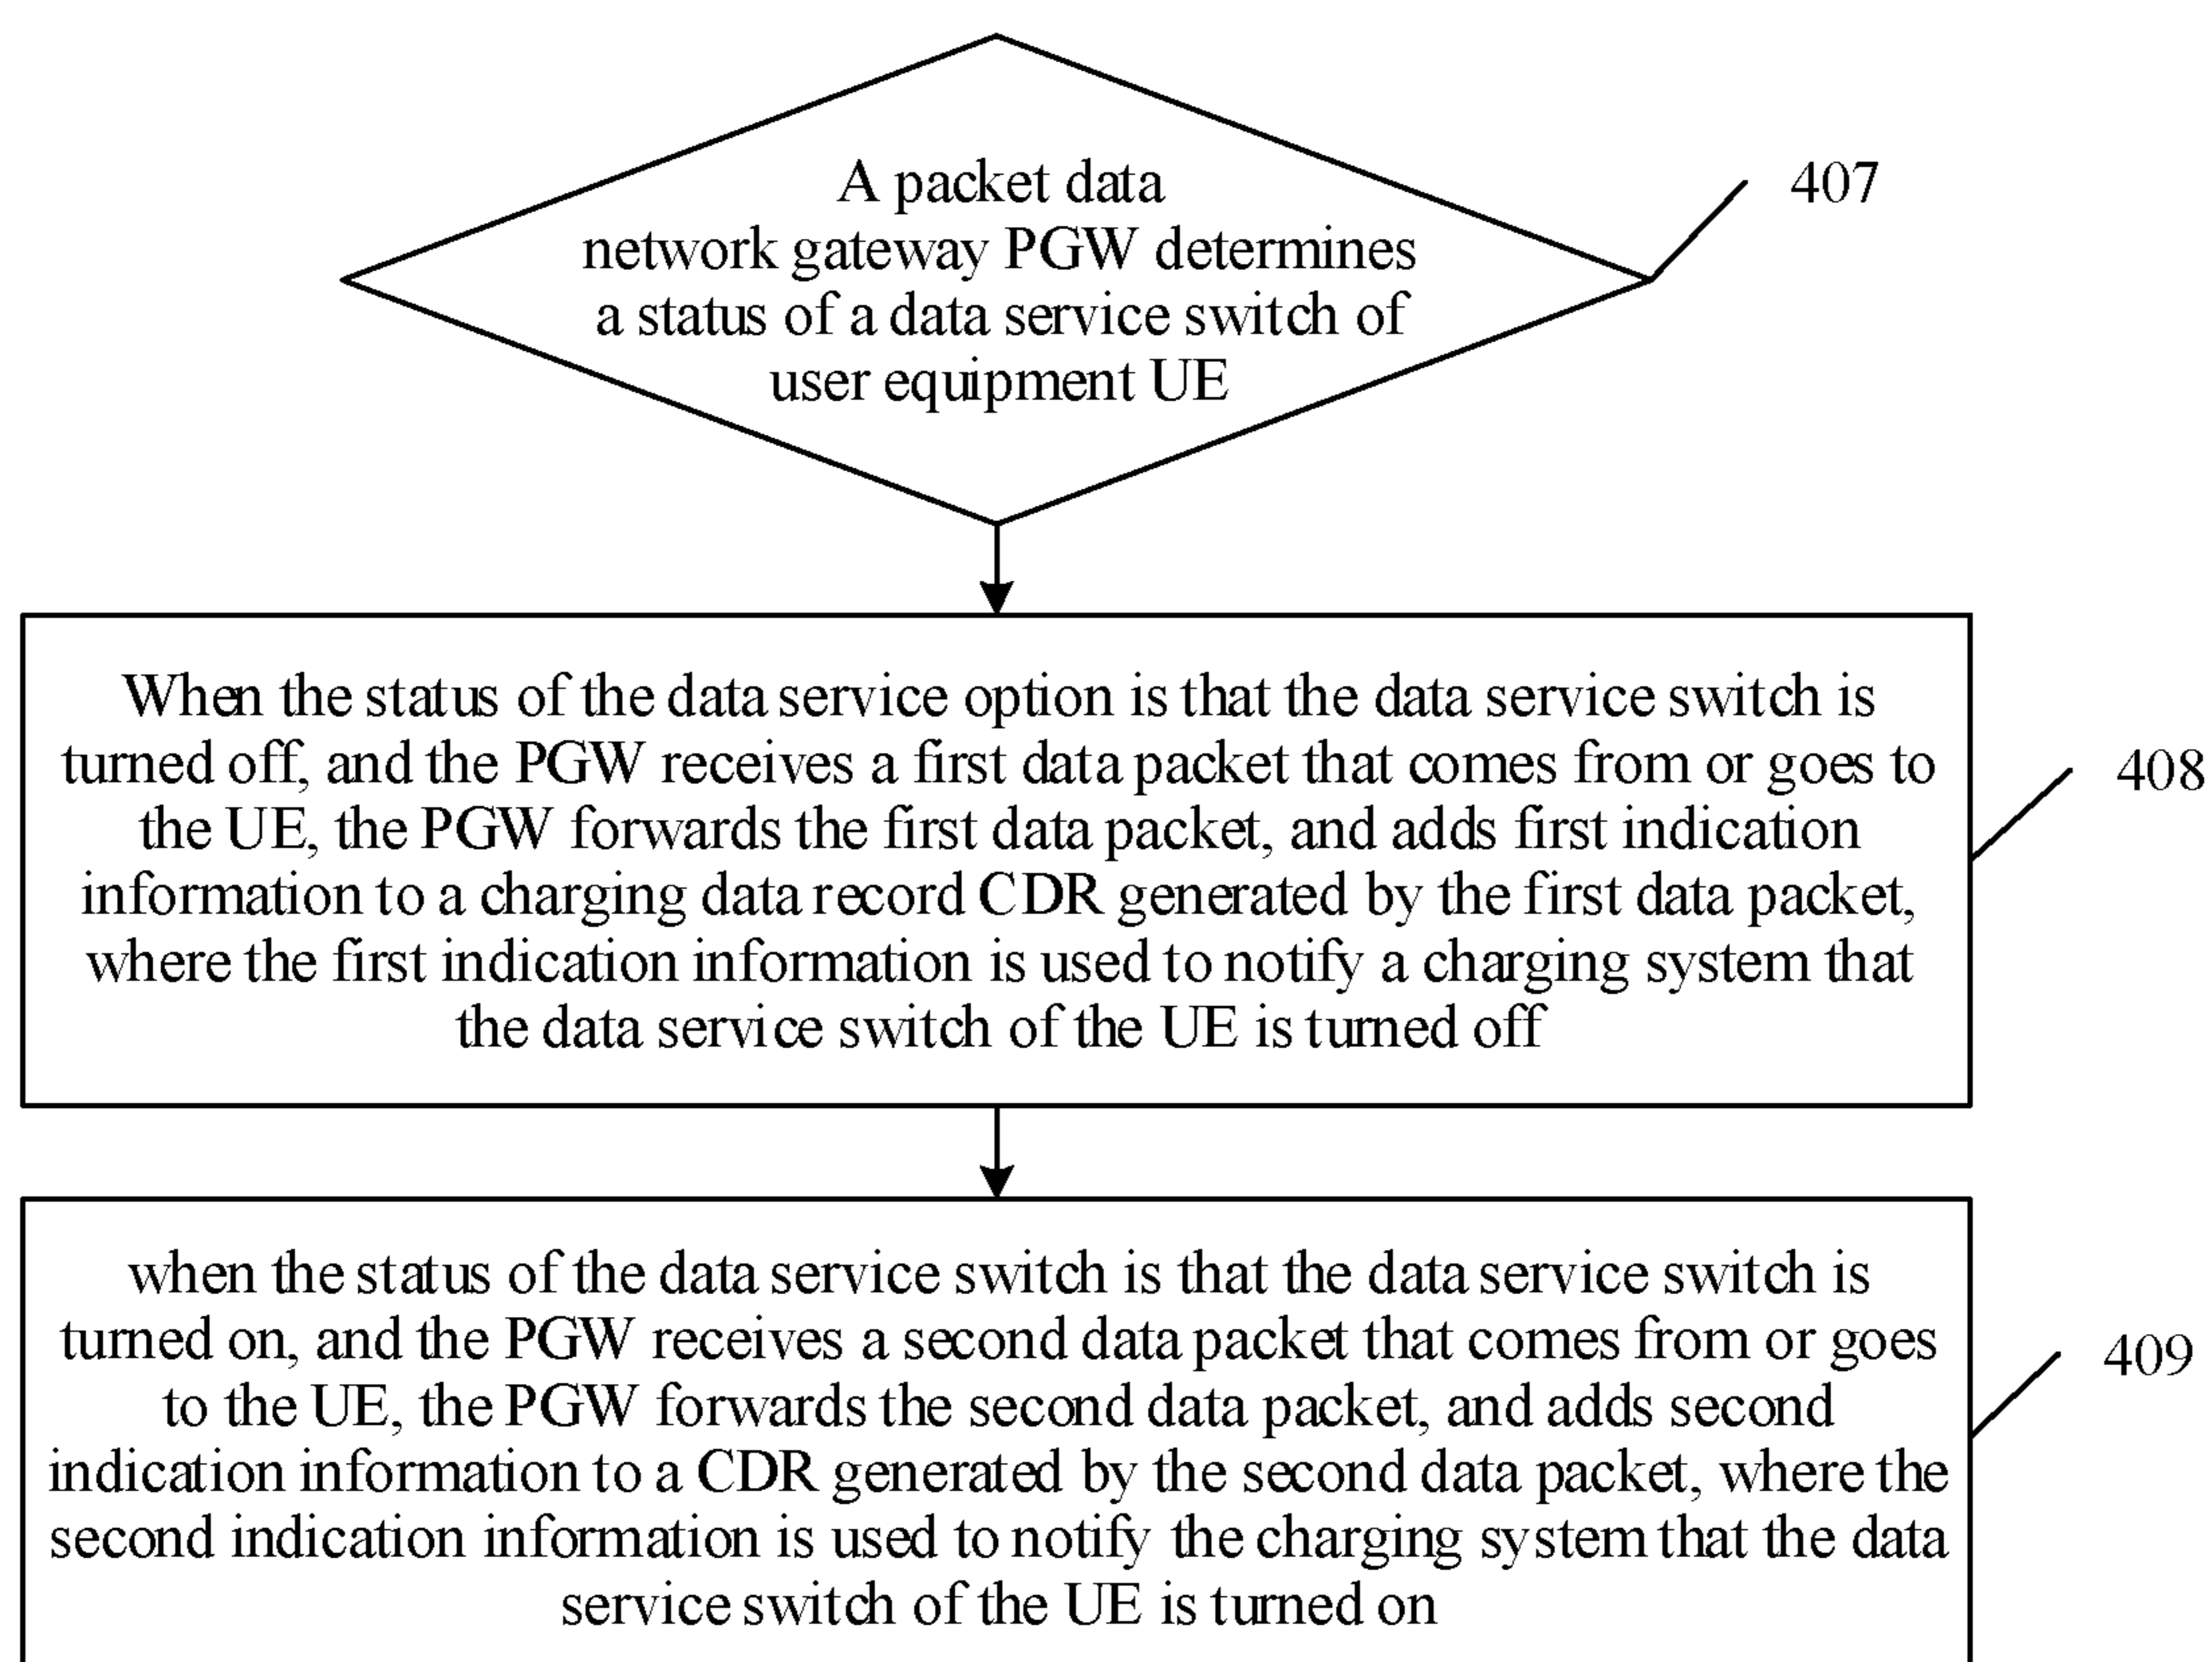 A packet data
network gateway PGW determines
a status of a data service switch of
user equipment UE
407
When the status of the data service option is that the data service switch is
turned off, and the PGW receives a first data packet that comes from or goes to
the UE, the PGW forwards the first data packet, and adds first indication
information to a charging data record CDR generated by the first data packet,
where the first indication information is used to notify a charging system that
the data service switch of the UE is turned off
408
when the status of the data service switch is that the data service switch is
turned on, and the PGW receives a second data packet that comes from or goes
to the UE, the PGW forwards the second data packet, and adds second
indication information to a CDR generated by the second data packet, where the
second indication information is used to notify the charging system that the data
service switch of the UE is turned on
409